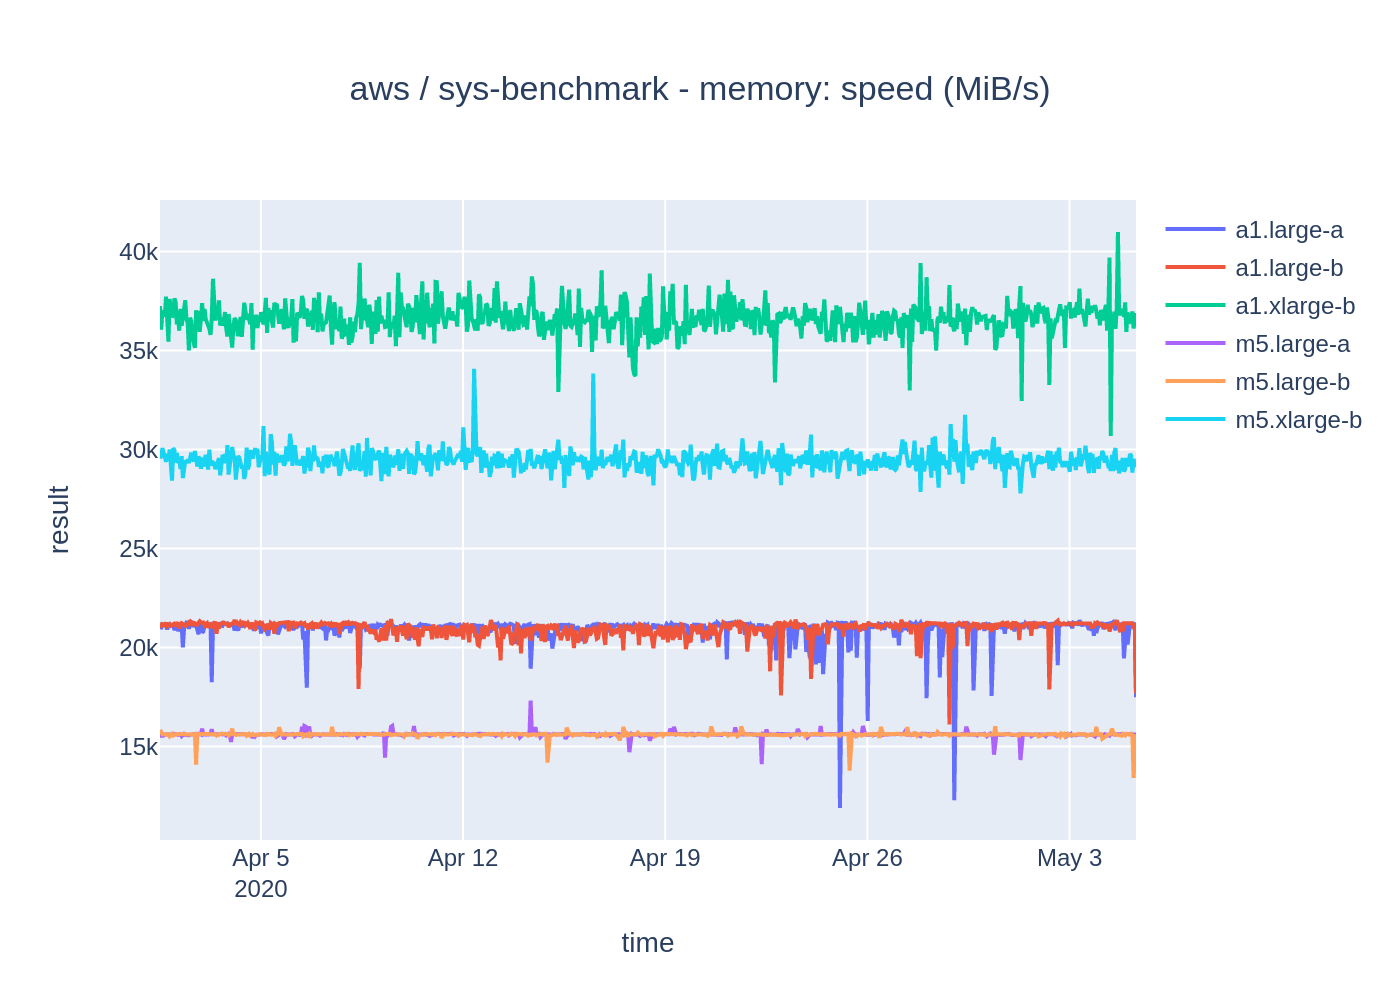 aws / sys-benchmark - memory: speed (MiB/s)
40k
35k
30k
25k
20k
15k
result
Apr 5
2020
Apr 12
Apr 19
Apr 26
May 3
time
a1.large-a
a1.large-b
a1.xlarge-b
m5.large-a
m5.large-b
m5.xlarge-b